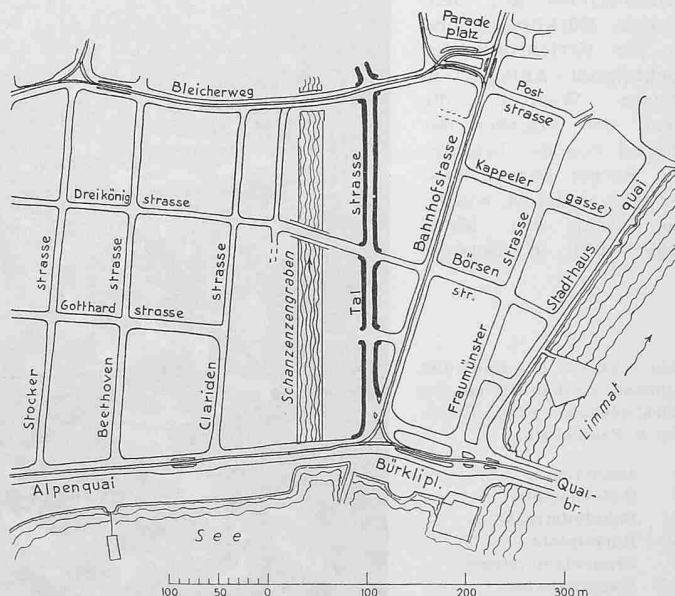 Parade
platz
Bleicherweg
Post
strasse
Dreikönig strasse
Kappeler
gasse
quai
Stadthaus
strasse
Bahnhofstasse
Börsen
str.
Fraumünster
strasse
Tal
Schanzenzengraben
strasse
Clariden
strasse
Beethoven
strasse
Stocker
Gotthard strasse
Limat
Alpenquai
Bürklipl.
Quai-
br.
See
100 50 0 100 200 300 m